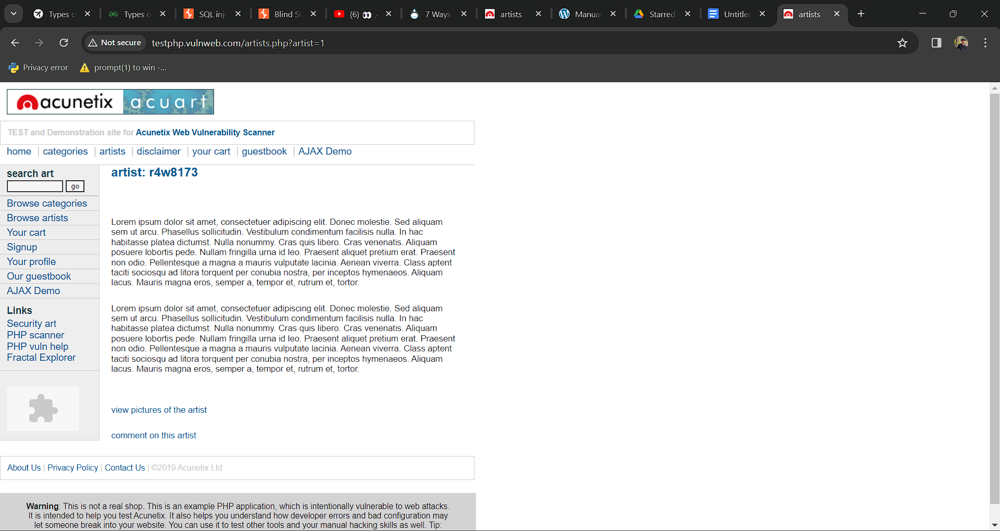 Types o
Types o
SQL inj
Blind S
(6)
7 Ways
artists
Manual
Starred
Untitle
artists
Not secure
testphp.vulnweb.com/artists.php?artist=1
Privacy error
prompt(1) to win -...
acunetix acuart
TEST and Demonstration site for Acunetix Web Vulnerability Scanner
home | categories | artists | disclaimer | your cart | guestbook | AJAX Demo
search art
go
Browse categories
Browse artists
Your cart
Signup
Your profile
Our guestbook
AJAX Demo
Links
Security art
PHP scanner
PHP vuln help
Fractal Explorer
artist: r4w8173
Lorem ipsum dolor sit amet, consectetuer adipiscing elit. Donec molestie. Sed aliquam
sem ut arcu. Phasellus sollicitudin. Vestibulum condimentum facilisis nulla. In hac
habitasse platea dictumst. Nulla nonummy. Cras quis libero. Cras venenatis. Aliquam
posuere lobortis pede. Nullam fringilla urna id leo. Praesent aliquet pretium erat. Praesent
non odio. Pellentesque a magna a mauris vulputate lacinia. Aenean viverra. Class aptent
taciti sociosqu ad litora torquent per conubia nostra, per inceptos hymenaeos. Aliquam
lacus. Mauris magna eros, semper a, tempor et, rutrum et, tortor.
Lorem ipsum dolor sit amet, consectetuer adipiscing elit. Donec molestie. Sed aliquam
sem ut arcu. Phasellus sollicitudin. Vestibulum condimentum facilisis nulla. In hac
habitasse platea dictumst. Nulla nonummy. Cras quis libero. Cras venenatis. Aliquam
posuere lobortis pede. Nullam fringilla urna id leo. Praesent aliquet pretium erat. Praesent
non odio. Pellentesque a magna a mauris vulputate lacinia. Aenean viverra. Class aptent
taciti sociosqu ad litora torquent per conubia nostra, per inceptos hymenaeos. Aliquam
lacus. Mauris magna eros, semper a, tempor et, rutrum et, tortor.
view pictures of the artist
comment on this artist
About Us | Privacy Policy | Contact Us | ©2019 Acunetix Ltd
Warning: This is not a real shop. This is an example PHP application, which is intentionally vulnerable to web attacks.
It is intended to help you test Acunetix. It also helps you understand how developer errors and bad configuration may
let someone break into your website. You can use it to test other tools and your manual hacking skills as well. Tip: